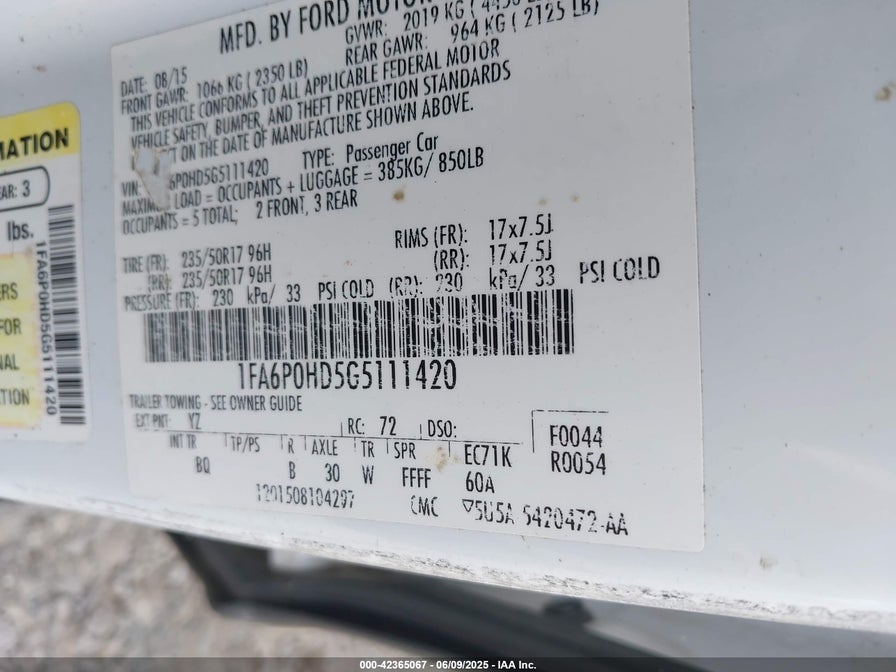 MFD. BY FORD MOTOR
GVWR: 2019 KG
REAR GAWR: 964 KG ( 2125 LB)
DATE: 08/15
FRONT GAWR: 1066 KG ( 2350 LB)
THIS VEHICLE CONFORMS TO ALL APPLICABLE FEDERAL MOTOR
VEHICLE SAFETY, BUMPER, AND THEFT PREVENTION STANDARDS
ON THE DATE OF MANUFACTURE SHOWN ABOVE.
VIN: 6P0HD5G5111420 TYPE: Passenger Car
LOAD = OCCUPANTS + LUGGAGE = 385KG/ 850LB
OCCUPANTS = 5 TOTAL; 2 FRONT, 3 REAR
TIRE (FR): 235/50R17 96H RIMS (FR): 17x7.5J
(RR): 235/50R17 96H (RR): 17x7.5J
PRESSURE (FR): 230 kPa/ 33 PSI COLD (RR): 230 kPa/ 33 PSI COLD
1FA6P0HD5G5111420
TRAILER TOWING - SEE OWNER GUIDE
EXT PNT: YZ RC: 72 DSO:
INT TR TP/PS R AXLE TR SPR EC71K
BQ B 30 W FFFF 60A
F0044
R0054
1201508104297 CMC 5U5A 5420472-AA
MATION
EAR: 3
lbs.
ERS
FOR
NAL
TION
1FA6P0HD5G5111420
000-42365067 - 06/09/2025 - IAA Inc.